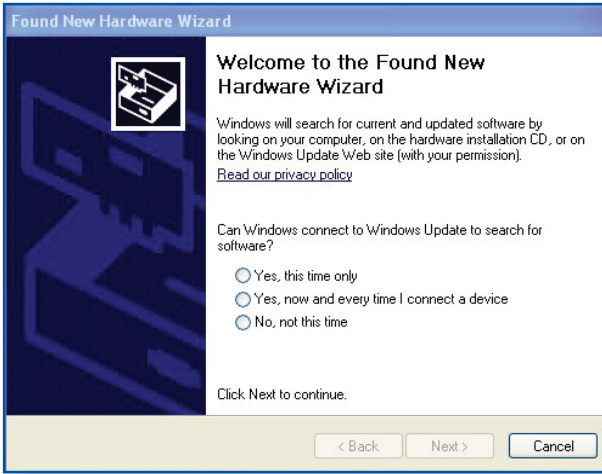 Found New Hardware Wizard
Welcome to the Found New
Hardware Wizard
Windows will search for current and updated software by
looking on your computer, on the hardware installation CD, or on
the Windows Update Web site (with your permission).
Read our privacy policy
Can Windows connect to Windows Update to search for
software?
Yes, this time only
Yes, now and every time I connect a device
No, not this time
Click Next to continue.
< Back Next > Cancel